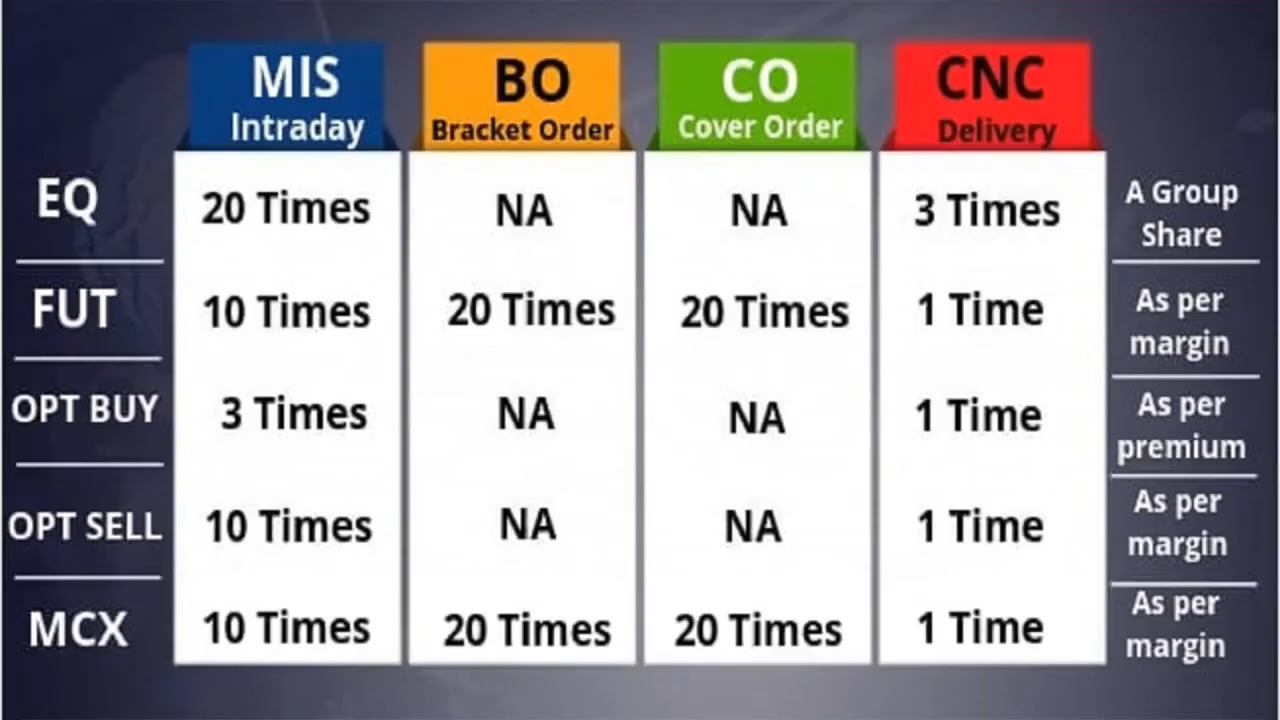 MIS BO CO CNC
Intraday Bracket Order Cover Order Delivery
EQ 20 Times NA NA 3 Times A Group
Share
FUT 10 Times 20 Times 20 Times 1 Time As per
margin
OPT BUY 3 Times NA NA 1 Time As per
premium
OPT SELL 10 Times NA NA 1 Time As per
margin
MCX 10 Times 20 Times 20 Times 1 Time As per
margin